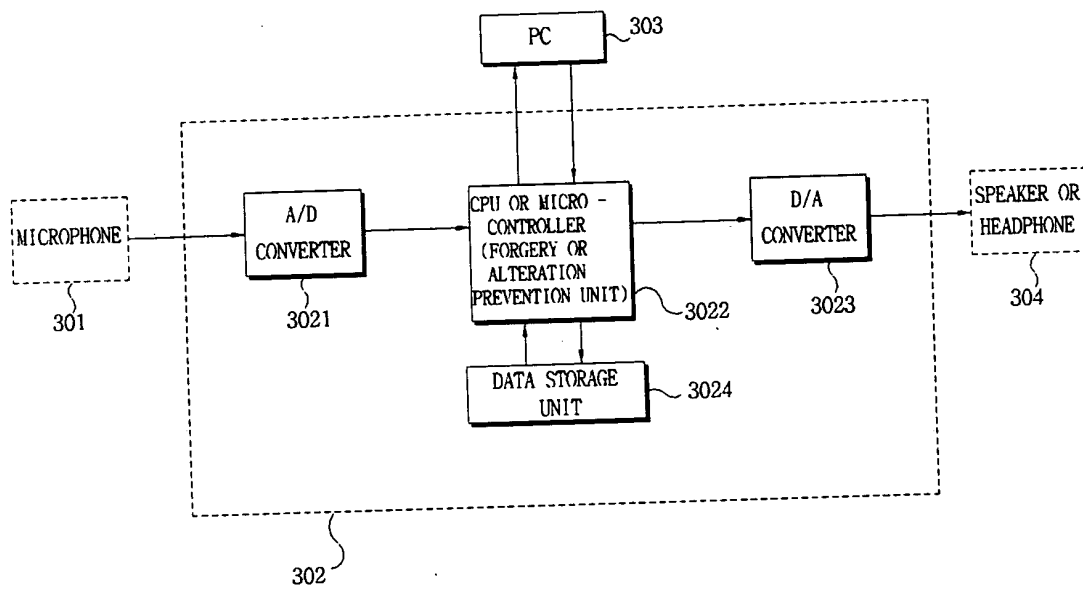 PC
303
MICROPHONE
301
A/D
CONVERTER
3021
CPU OR MICRO -
CONTROLLER
(FORGERY OR
ALTERATION
PREVENTION UNIT)
3022
D/A
CONVERTER
3023
SPEAKER OR
HEADPHONE
304
DATA STORAGE
UNIT
3024
302